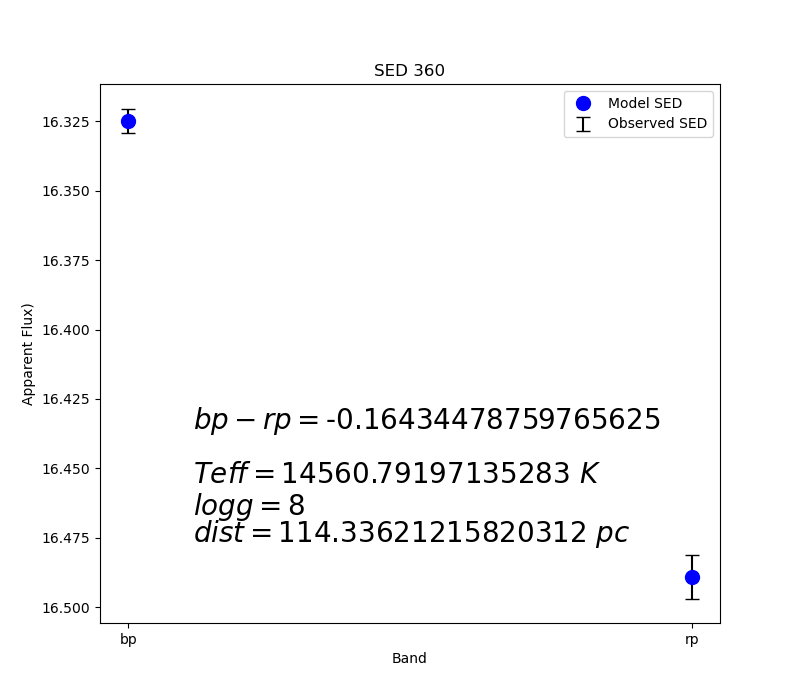 SED 360
Model SED
Observed SED
16.325
16.350
16.375
16.400
16.425
16.450
16.475
16.500
Apparent Flux)
bp − rp = -0.16434478759765625
Teff = 14560.79197135283 K
logg = 8
dist = 114.33621215820312 pc
bp
rp
Band